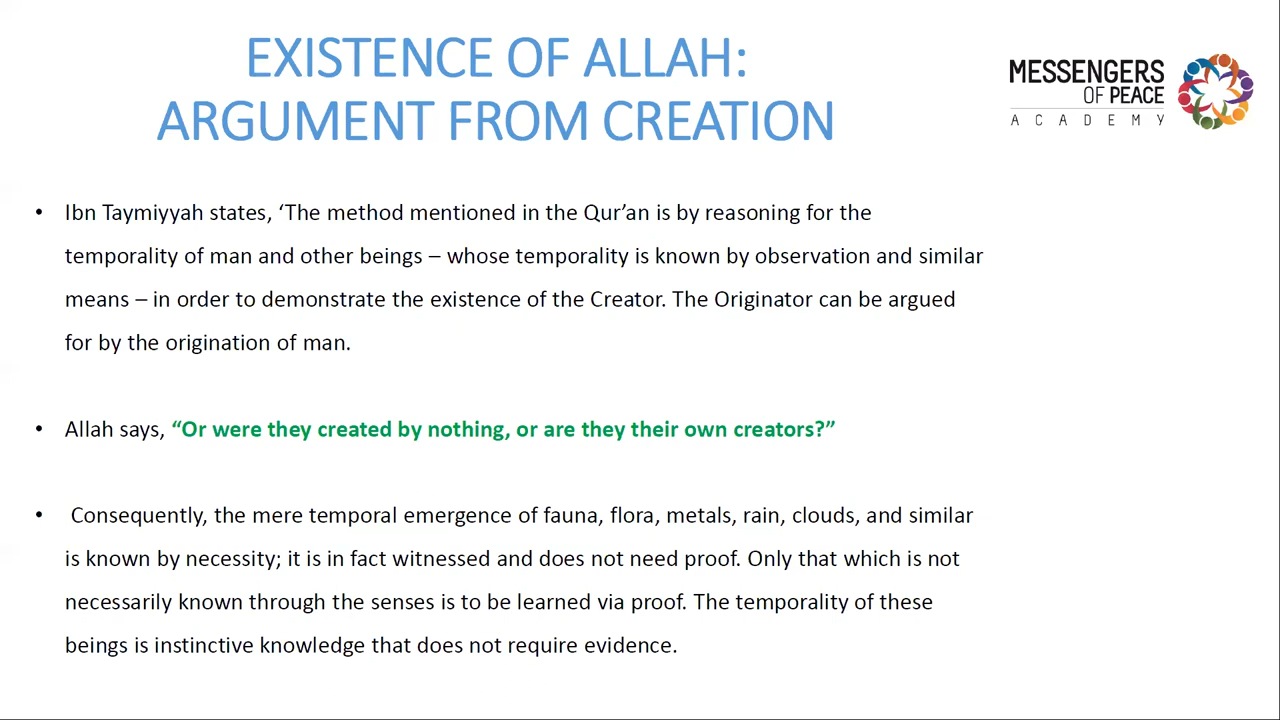 EXISTENCE OF ALLAH:
ARGUMENT FROM CREATION
MESSENGERS
OF PEACE
ACADEMY
• Ibn Taymiyyah states, ‘The method mentioned in the Qur’an is by reasoning for the
temporality of man and other beings – whose temporality is known by observation and similar
means – in order to demonstrate the existence of the Creator. The Originator can be argued
for by the origination of man.
• Allah says, “Or were they created by nothing, or are they their own creators?”
• Consequently, the mere temporal emergence of fauna, flora, metals, rain, clouds, and similar
is known by necessity; it is in fact witnessed and does not need proof. Only that which is not
necessarily known through the senses is to be learned via proof. The temporality of these
beings is instinctive knowledge that does not require evidence.